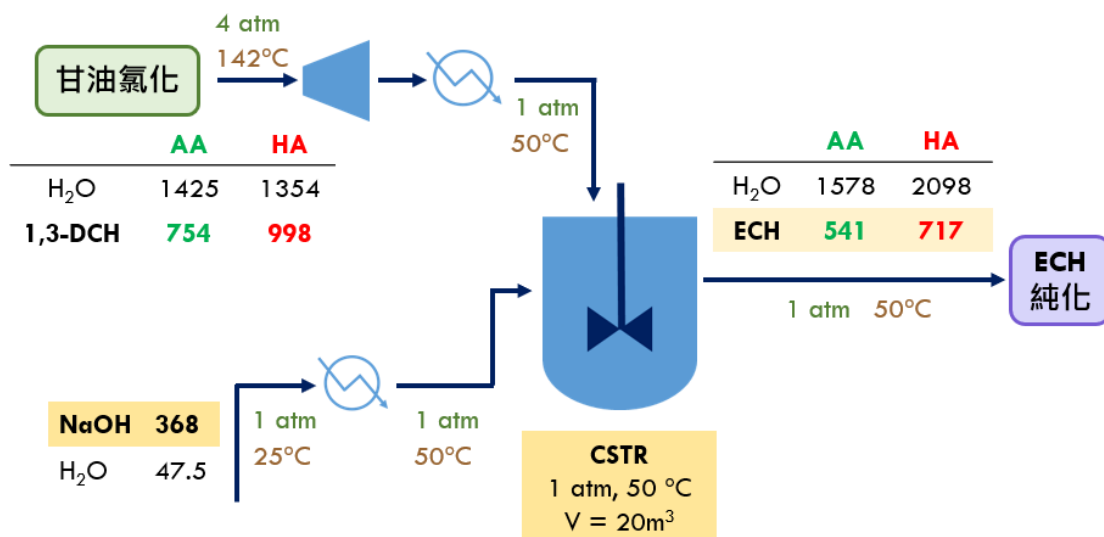 4 atm
142°C
甘油氯化
1 atm
50°C
AA HA
H₂O 1425 1354
1,3-DCH 754 998
AA HA
H₂O 1578 2098
ECH 541 717
ECH
純化
1 atm 50°C
NaOH 368
H₂O 47.5
1 atm
25°C
1 atm
50°C
CSTR
1 atm, 50 °C
V = 20m³